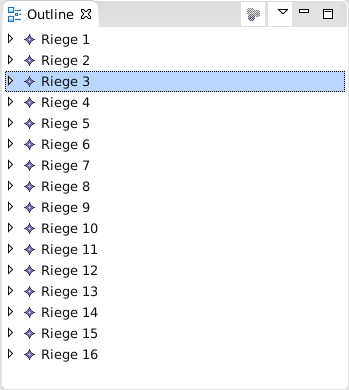 Outline
Riege 1
Riege 2
Riege 3
Riege 4
Riege 5
Riege 6
Riege 7
Riege 8
Riege 9
Riege 10
Riege 11
Riege 12
Riege 13
Riege 14
Riege 15
Riege 16